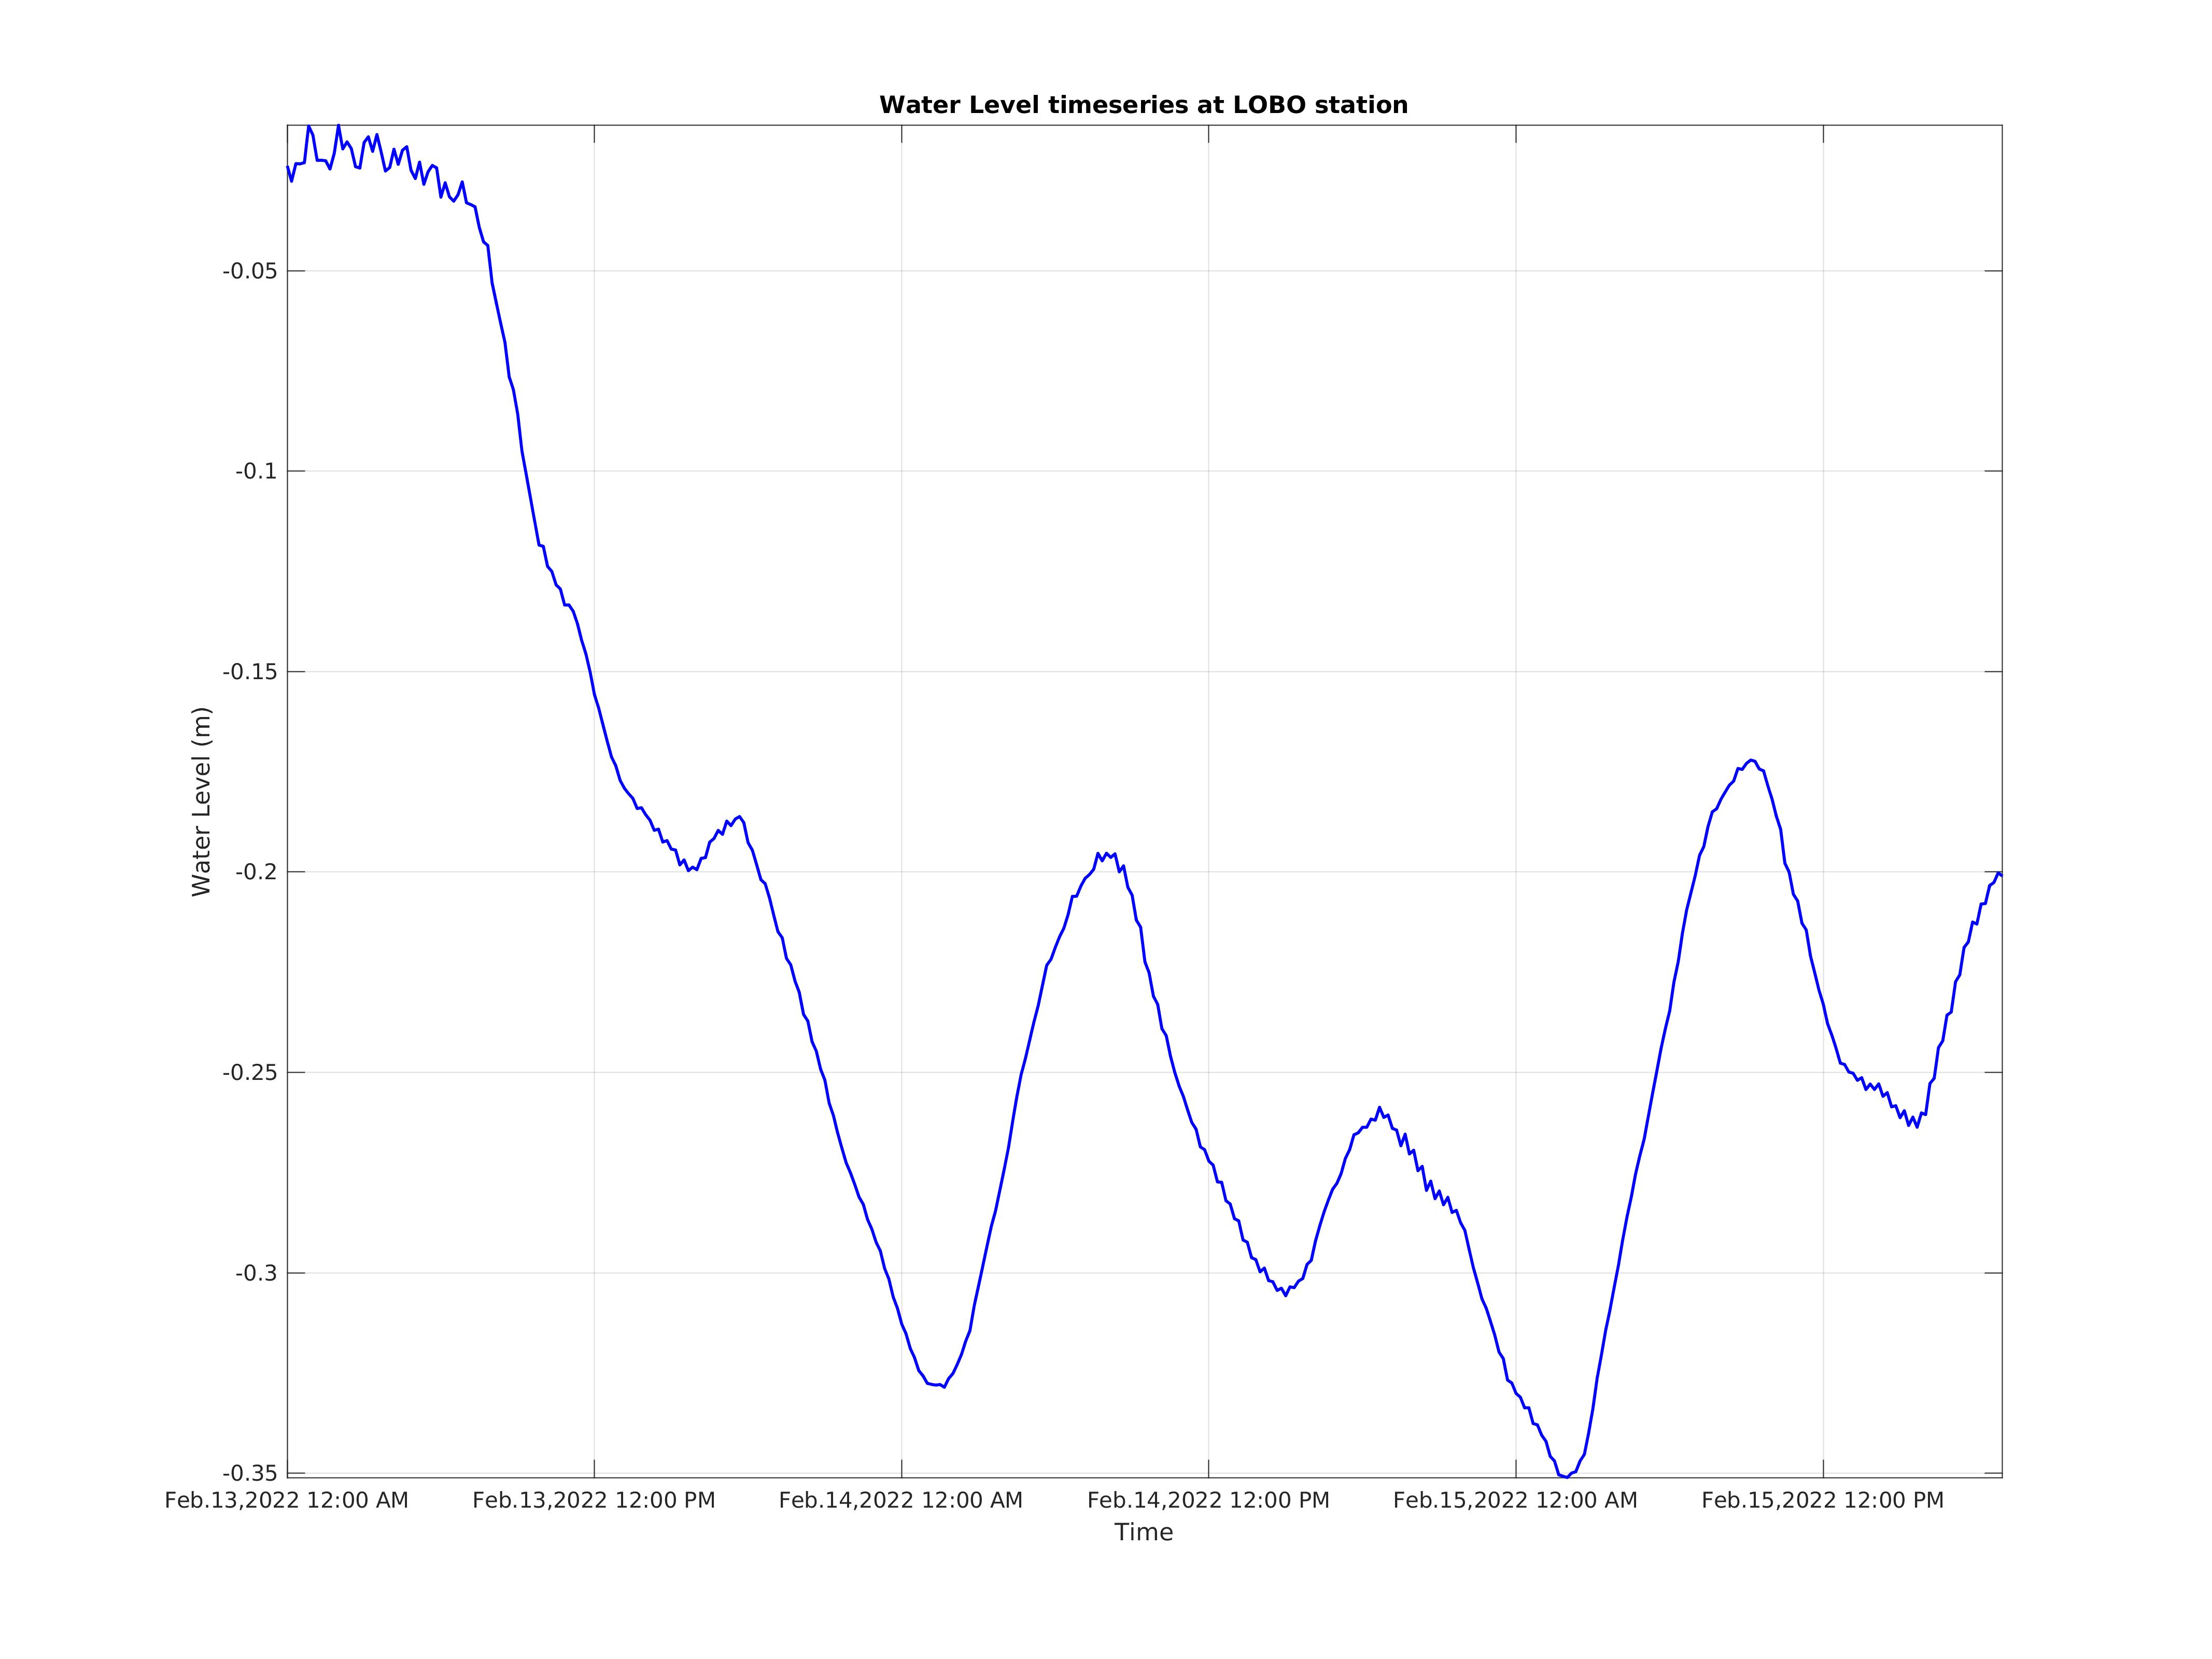 Water Level timeseries at LOBO station
Water Level (m)
-0.05
-0.1
-0.15
-0.2
-0.25
-0.3
-0.35
Feb.13,2022 12:00 AM
Feb.13,2022 12:00 PM
Feb.14,2022 12:00 AM
Feb.14,2022 12:00 PM
Feb.15,2022 12:00 AM
Feb.15,2022 12:00 PM
Time